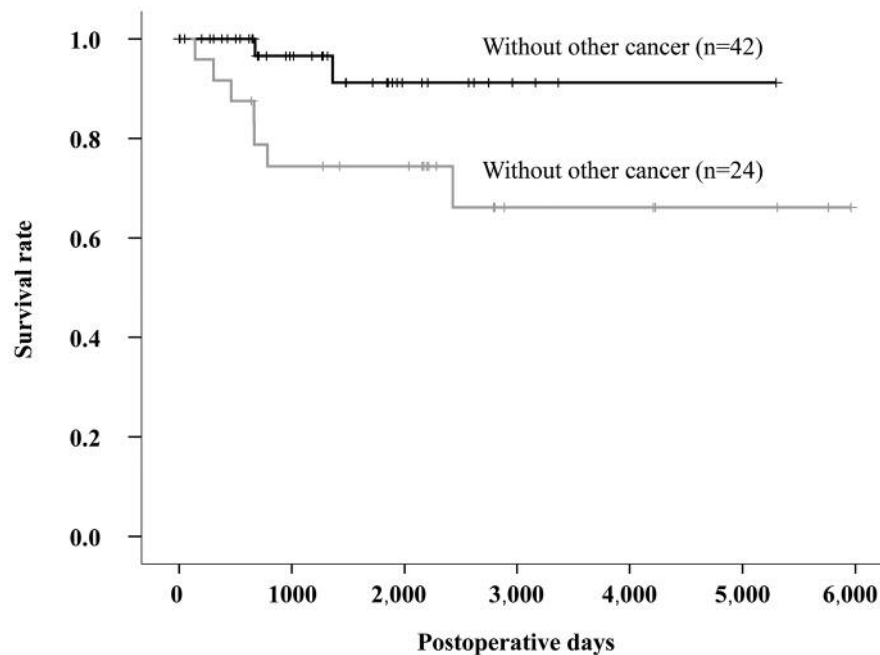 1.0
0.8
0.6
0.4
0.2
0.0
Survival rate
Without other cancer (n=42)
Without other cancer (n=24)
0 1000 2,000 3,000 4,000 5,000 6,000
Postoperative days